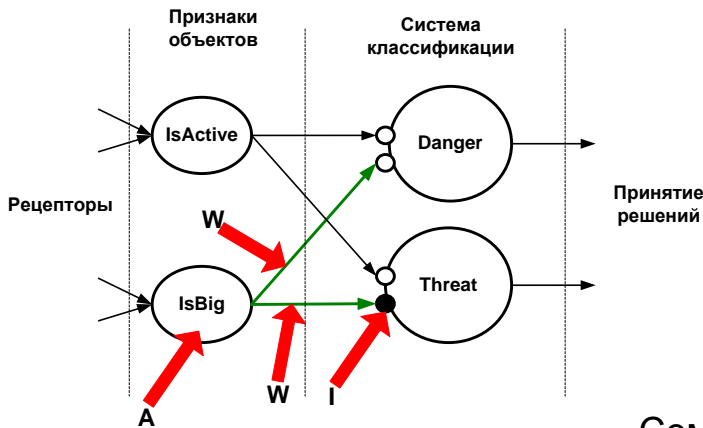 Признаки
объектов
Система
классификации
IsActive
Danger
Рецепторы
Принятие
решений
W
IsBig
Threat
W
I
A